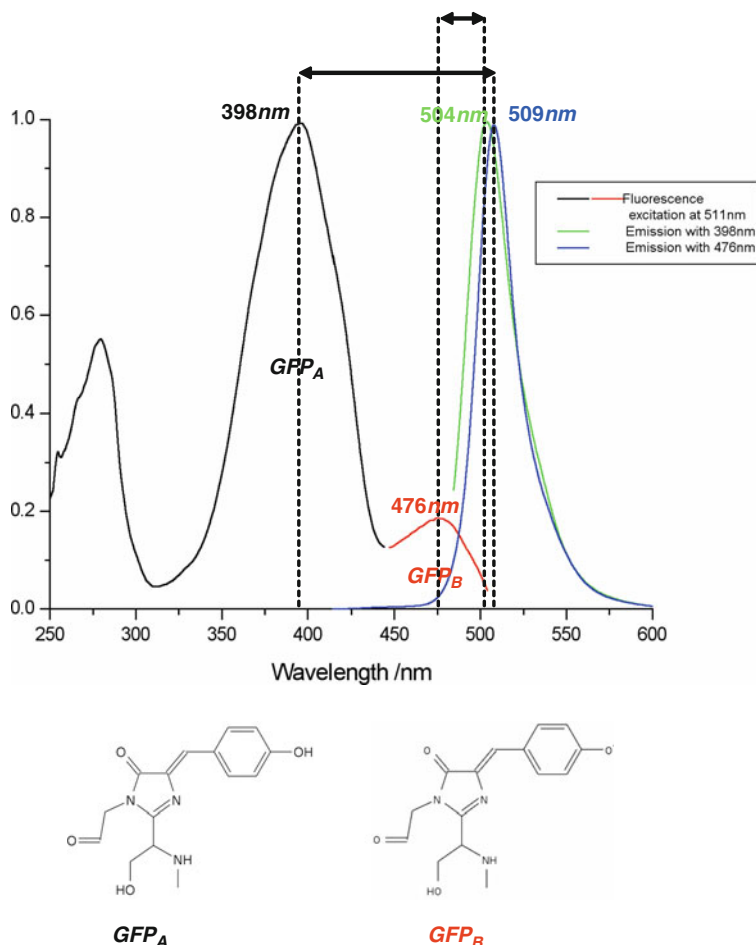 398nm
504nm
509nm
1.0
0.8
0.6
0.4
0.2
0.0
Fluorescence
excitation at 511nm
Emission with 398nm
Emission with 476nm
GFPA
476nm
GFPB
250 300 350 400 450 500 550 600
Wavelength /nm
O
OH
N
N
O
NH
HO
O
O-
N
N
O
NH
HO
GFPA
GFPB